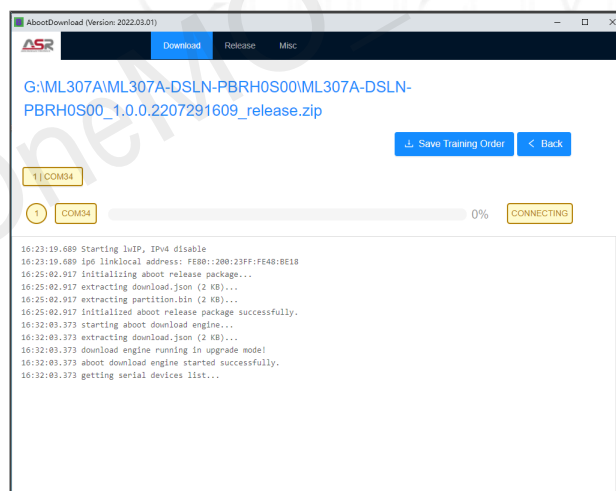 AbootDownload (Version: 2022.03.01)
ASR
Download Release Misc
G:\ML307A\ML307A-DSLN-PBRH0S00\ML307A-DSLN-
PBRH0S00_1.0.0.2207291609_release.zip
Save Training Order Back
1 | COM34
1 COM34 0% CONNECTING
16:23:19.689 Starting lwIP, IPv4 disable
16:23:19.689 ip6 linklocal address: FE80::200:23FF:FE48:BE18
16:25:02.917 initializing aboot release package...
16:25:02.917 extracting download.json (2 KB)...
16:25:02.917 extracting partition.bin (2 KB)...
16:25:02.917 initialized aboot release package successfully.
16:32:03.373 starting aboot download engine...
16:32:03.373 extracting download.json (2 KB)...
16:32:03.373 download engine running in upgrade mode!
16:32:03.373 aboot download engine started successfully.
16:32:03.373 getting serial devices list...